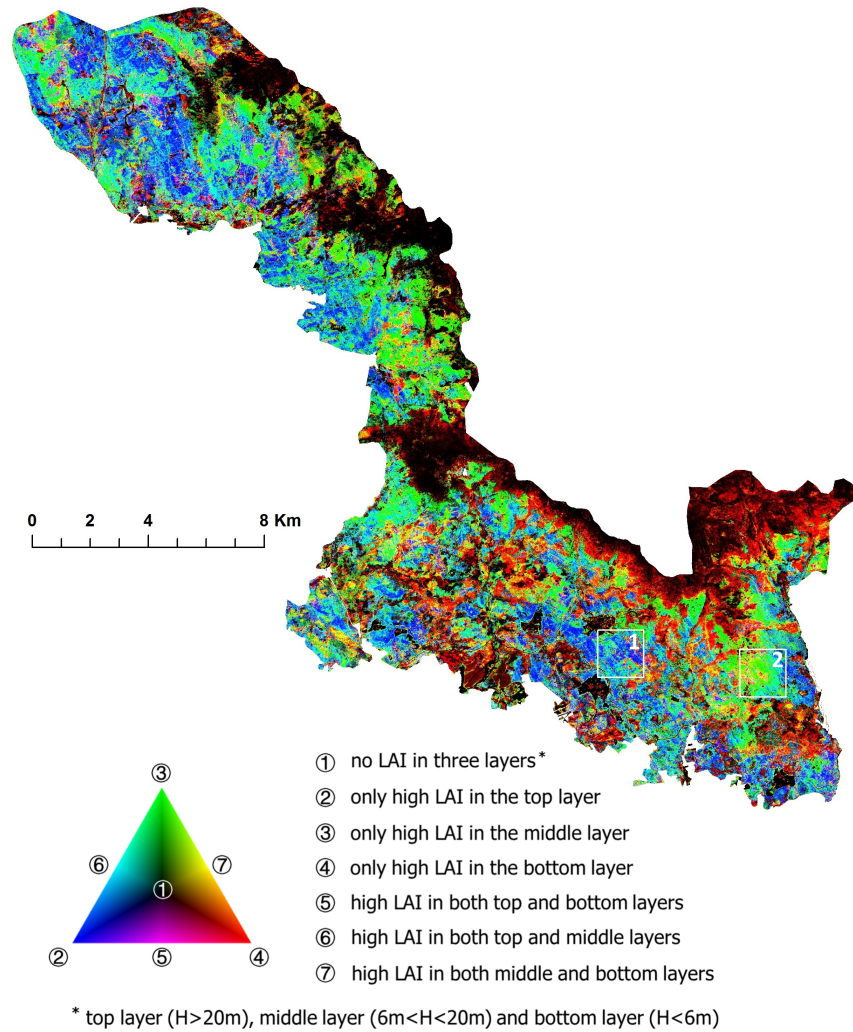 0 2 4 8 Km
1
2
③
① no LAI in three layers*
② only high LAI in the top layer
③ only high LAI in the middle layer
⑥ ⑦
④ only high LAI in the bottom layer
①
⑤ high LAI in both top and bottom layers
⑥ high LAI in both top and middle layers
② ⑤ ④
⑦ high LAI in both middle and bottom layers
* top layer (H>20m), middle layer (6m<H<20m) and bottom layer (H<6m)